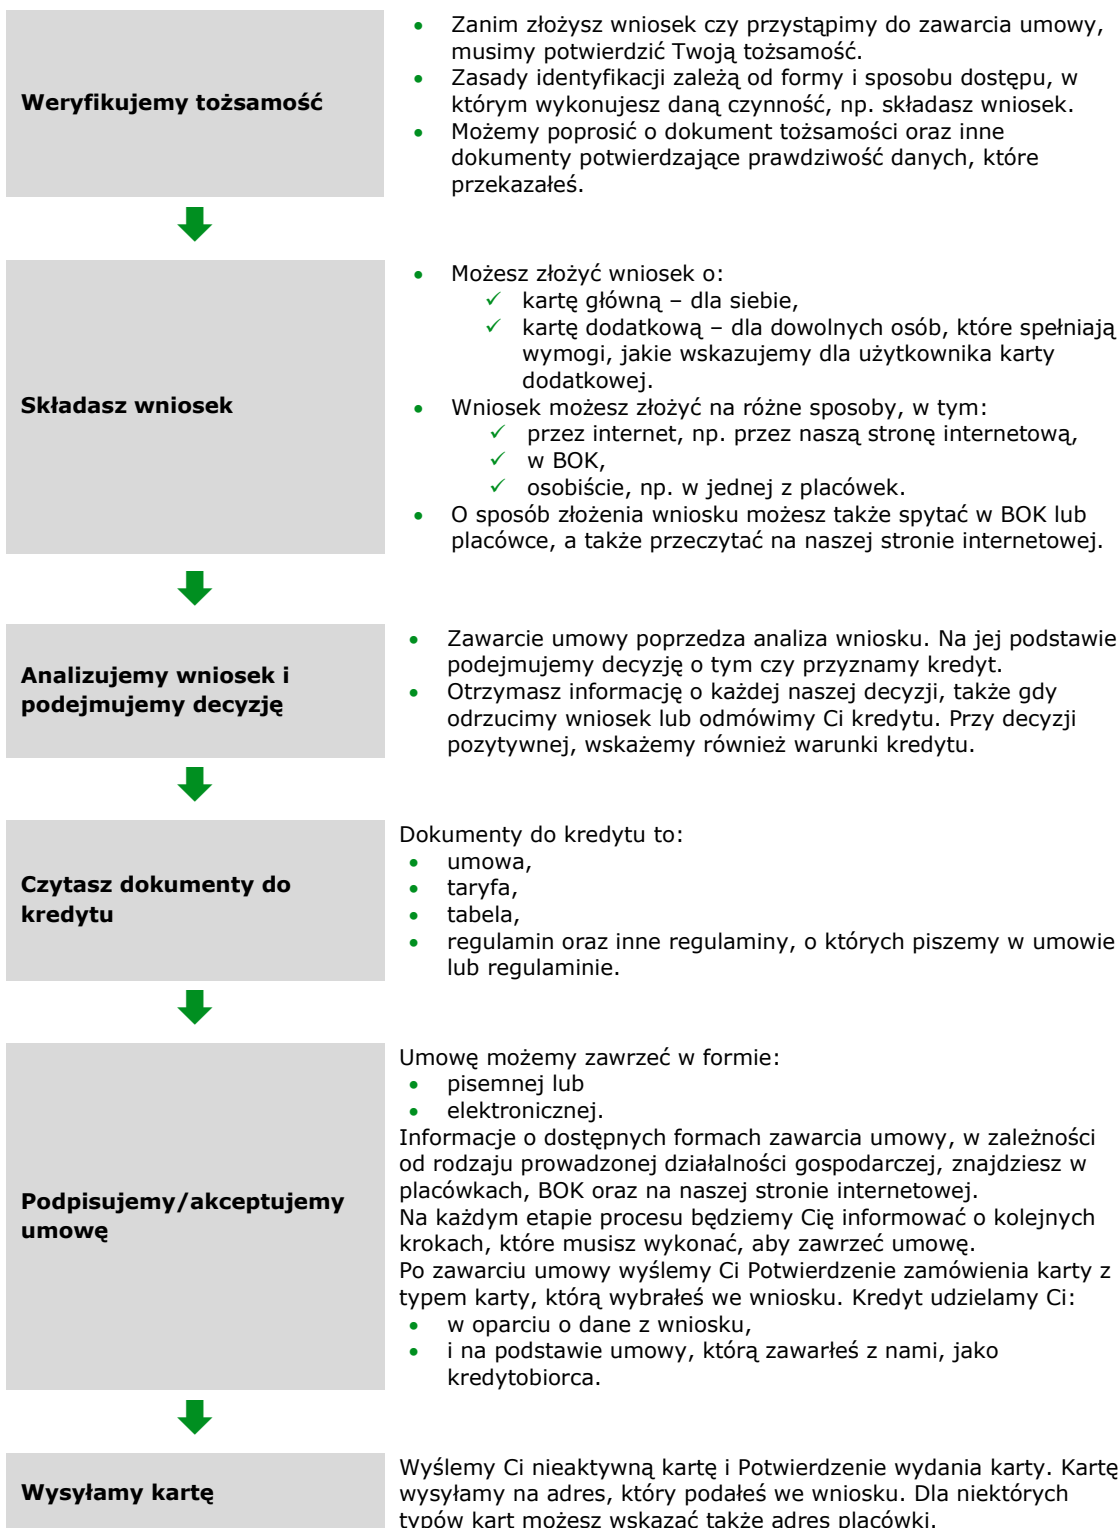 Weryfikujemy tożsamość
• Zanim złożysz wniosek czy przystąpimy do zawarcia umowy,
musimy potwierdzić Twoją tożsamość.
• Zasady identyfikacji zależą od formy i sposobu dostępu, w
którym wykonujesz daną czynność, np. składasz wniosek.
• Możemy poprosić o dokument tożsamości oraz inne
dokumenty potwierdzające prawdziwość danych, które
przekazałeś.
Składasz wniosek
• Możesz złożyć wniosek o:
✓ kartę główną – dla siebie,
✓ kartę dodatkową – dla dowolnych osób, które spełniają
wymogi, jakie wskazujemy dla użytkownika karty
dodatkowej.
• Wniosek możesz złożyć na różne sposoby, w tym:
✓ przez internet, np. przez naszą stronę internetową,
✓ w BOK,
✓ osobiście, np. w jednej z placówek.
• O sposób złożenia wniosku możesz także spytać w BOK lub
placówce, a także przeczytać na naszej stronie internetowej.
Analizujemy wniosek i
podejmujemy decyzję
• Zawarcie umowy poprzedza analiza wniosku. Na jej podstawie
podejmujemy decyzję o tym czy przyznamy kredyt.
• Otrzymasz informację o każdej naszej decyzji, także gdy
odrzucimy wniosek lub odmówimy Ci kredytu. Przy decyzji
pozytywnej, wskażemy również warunki kredytu.
Czytasz dokumenty do
kredytu
Dokumenty do kredytu to:
• umowa,
• taryfa,
• tabela,
• regulamin oraz inne regulaminy, o których piszemy w umowie
lub regulaminie.
Podpisujemy/akceptujemy
umowę
Umowę możemy zawrzeć w formie:
• pisemnej lub
• elektronicznej.
Informacje o dostępnych formach zawarcia umowy, w zależności
od rodzaju prowadzonej działalności gospodarczej, znajdziesz w
placówkach, BOK oraz na naszej stronie internetowej.
Na każdym etapie procesu będziemy Cię informować o kolejnych
krokach, które musisz wykonać, aby zawrzeć umowę.
Po zawarciu umowy wyślemy Ci Potwierdzenie zamówienia karty z
typem karty, którą wybrałeś we wniosku. Kredyt udzielamy Ci:
• w oparciu o dane z wniosku,
• i na podstawie umowy, którą zawarłeś z nami, jako
kredytobiorca.
Wysyłamy kartę
Wyślemy Ci nieaktywną kartę i Potwierdzenie wydania karty. Kartę
wysyłamy na adres, który podałeś we wniosku. Dla niektórych
typów kart możesz wskazać także adres placówki.